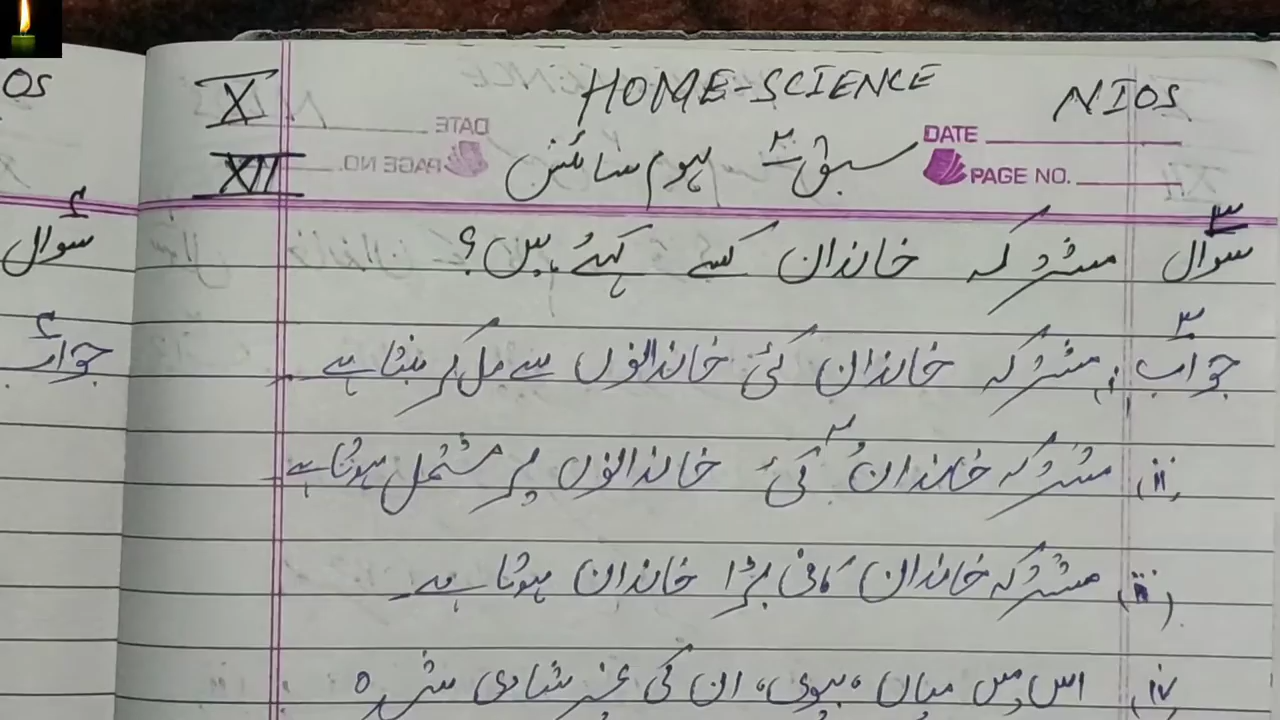 HOME-SCIENCE
NIOS
X
XII
DATE
PAGE NO.
سبق ۲۰ ہوم سائنس
سوال ۳ مشترکہ خاندان کسے کہتے ہیں؟
جواب ۳ i) مشترکہ خاندان کئی خاندانوں سے مل کر بنتا ہے
ii) مشترکہ خاندان کئی خاندانوں پر مشتمل ہوتا ہے
iii) مشترکہ خاندان کافی بڑا خاندان ہوتا ہے
iv) اس میں میاں، بیوی، ان کی غیر شادی شدہ
OS
سوال
جواب